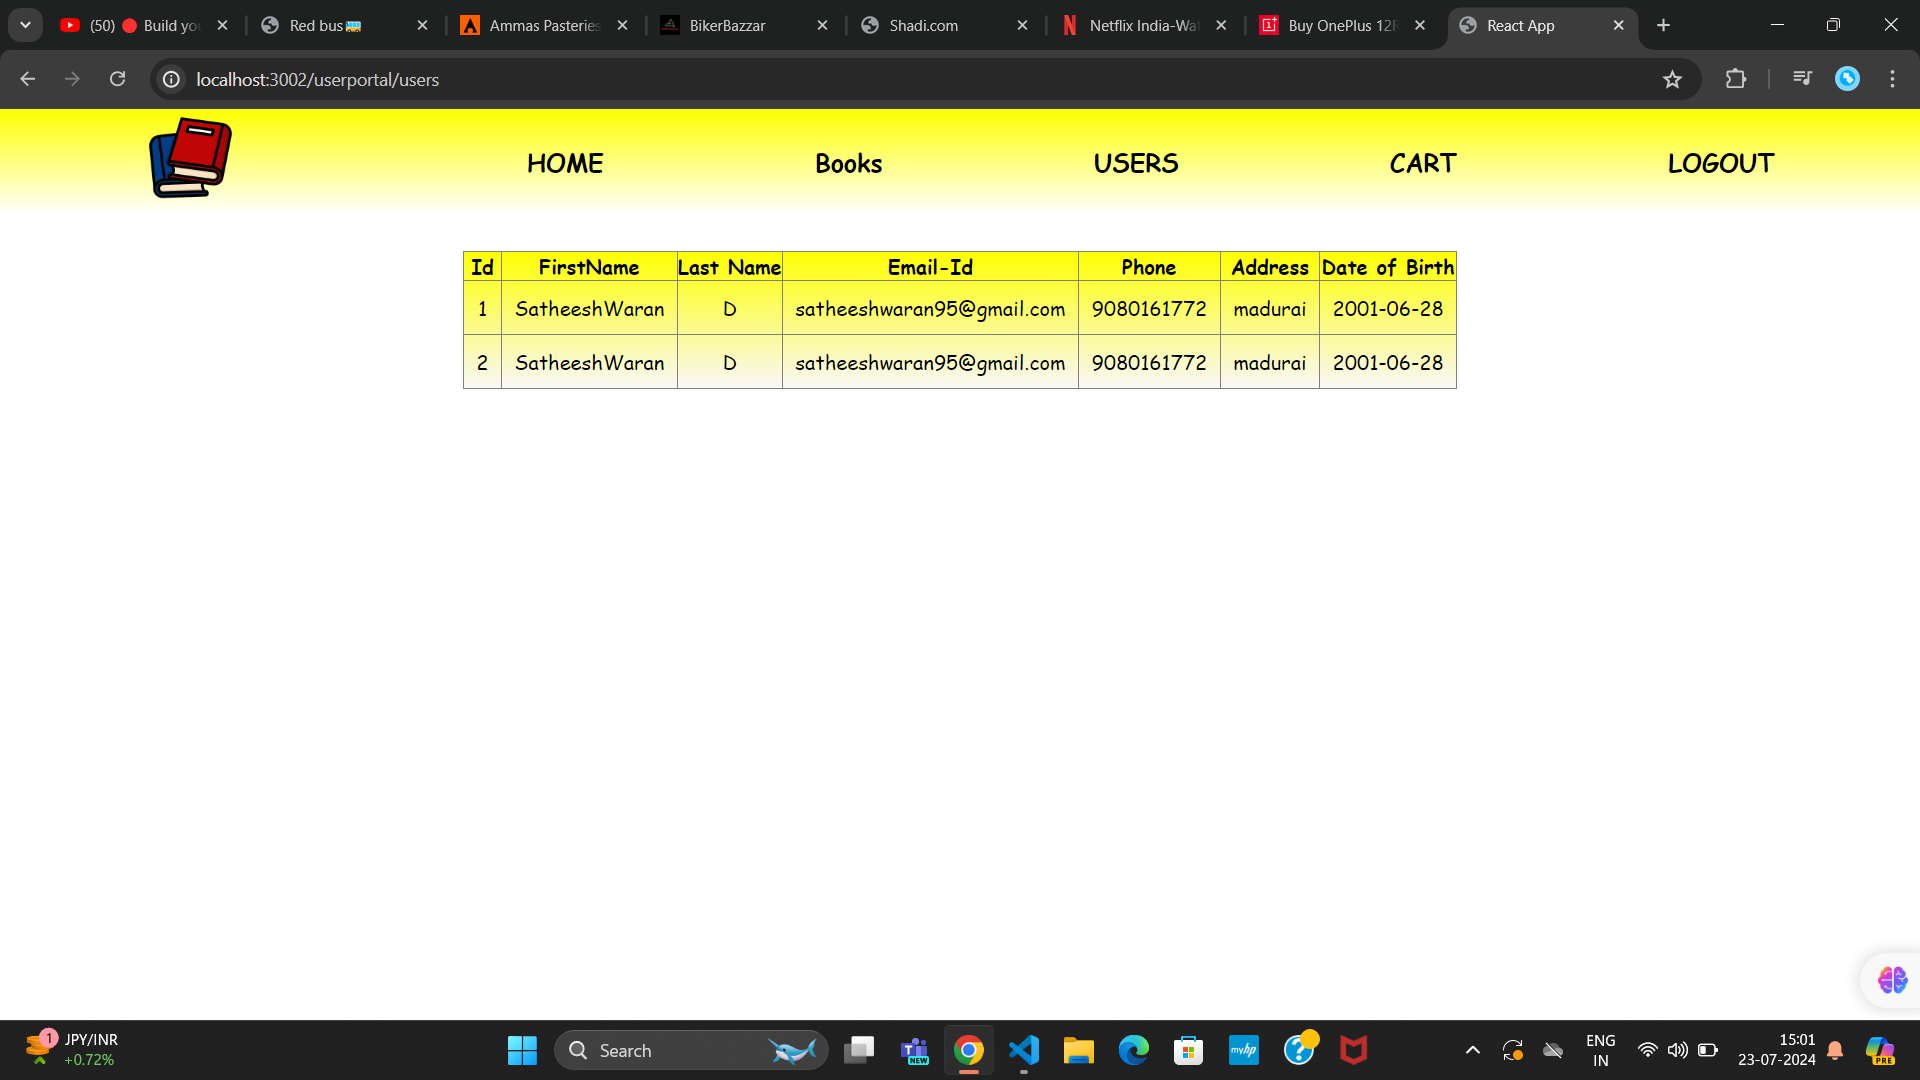 (50) 🔴 Build you
Red bus🚌
Ammas Pasteries
BikerBazzar
Shadi.com
Netflix India-Wat
Buy OnePlus 12R
React App
localhost:3002/userportal/users
HOME Books USERS CART LOGOUT
Id FirstName Last Name Email-Id Phone Address Date of Birth
1 SatheeshWaran D satheeshwaran95@gmail.com 9080161772 madurai 2001-06-28
2 SatheeshWaran D satheeshwaran95@gmail.com 9080161772 madurai 2001-06-28
1 JPY/INR
+0.72%
Search
NEW
myhp
ENG
IN
15:01
23-07-2024
PRE